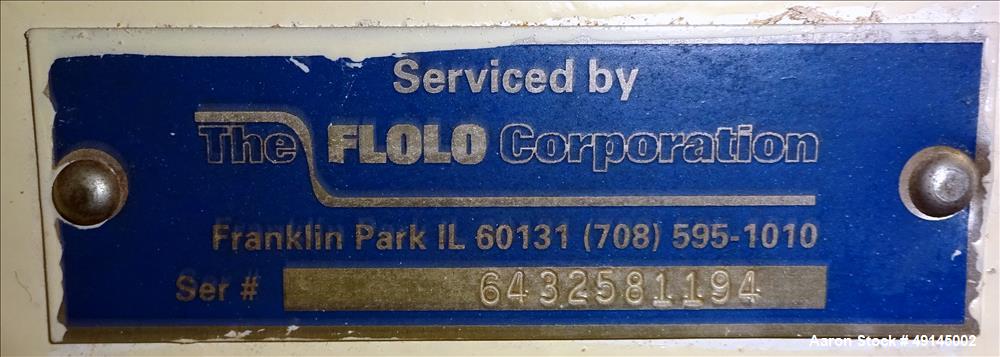 Serviced by
The FLOLO Corporation
Franklin Park IL 60131 (708) 595-1010
Ser # 6432581194
Aaron Stock # 49145002